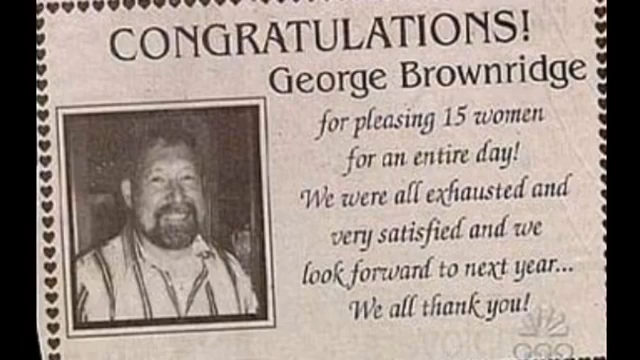 CONGRATULATIONS!
George Brownridge
for pleasing 15 women
for an entire day!
We were all exhausted and
very satisfied and we
look forward to next year...
We all thank you!